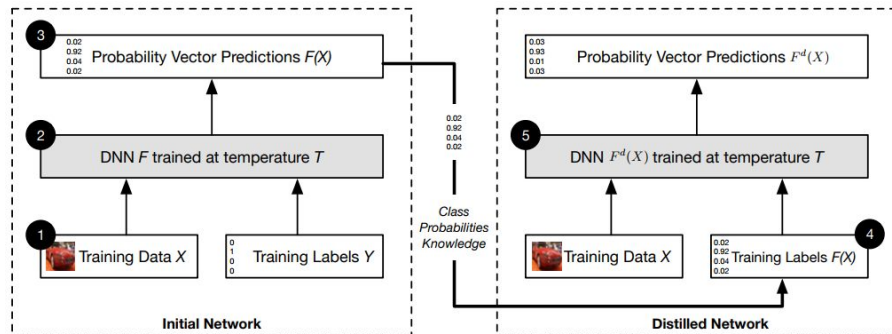 3
0.02
0.92
0.04
0.02
Probability Vector Predictions F(X)
2
DNN F trained at temperature T
1
Training Data X
0
1
0
0
Training Labels Y
Initial Network
0.02
0.92
0.04
0.02
Class
Probabilities
Knowledge
0.03
0.93
0.01
0.03
Probability Vector Predictions F^d(X)
5
DNN F^d(X) trained at temperature T
Training Data X
4
0.02
0.92
0.04
0.02
Training Labels F(X)
Distilled Network